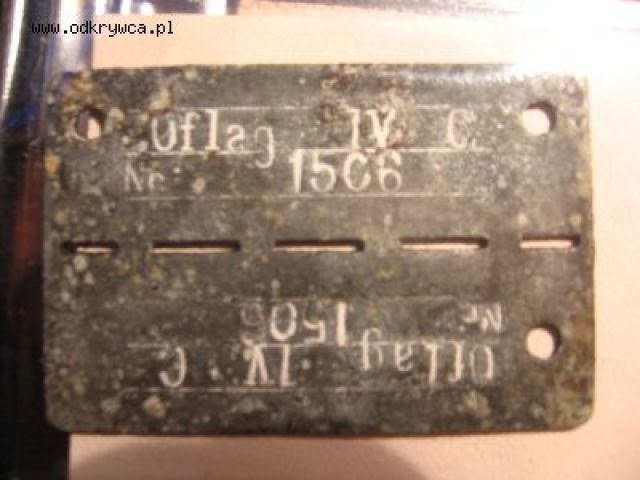 www.odkrywca.pl
Oflag IV C
Nr. 1506
Nr. 1506
Oflag IV C